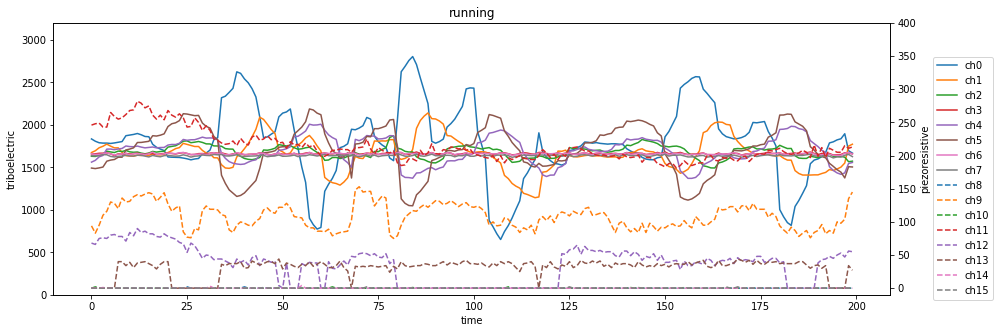 running
3000
2500
2000
1500
1000
500
0
triboelectric
0
25
50
75
100
125
150
175
200
time
400
350
300
250
200
150
100
50
0
piezoresistive
ch0
ch1
ch2
ch3
ch4
ch5
ch6
ch7
ch8
ch9
ch10
ch11
ch12
ch13
ch14
ch15